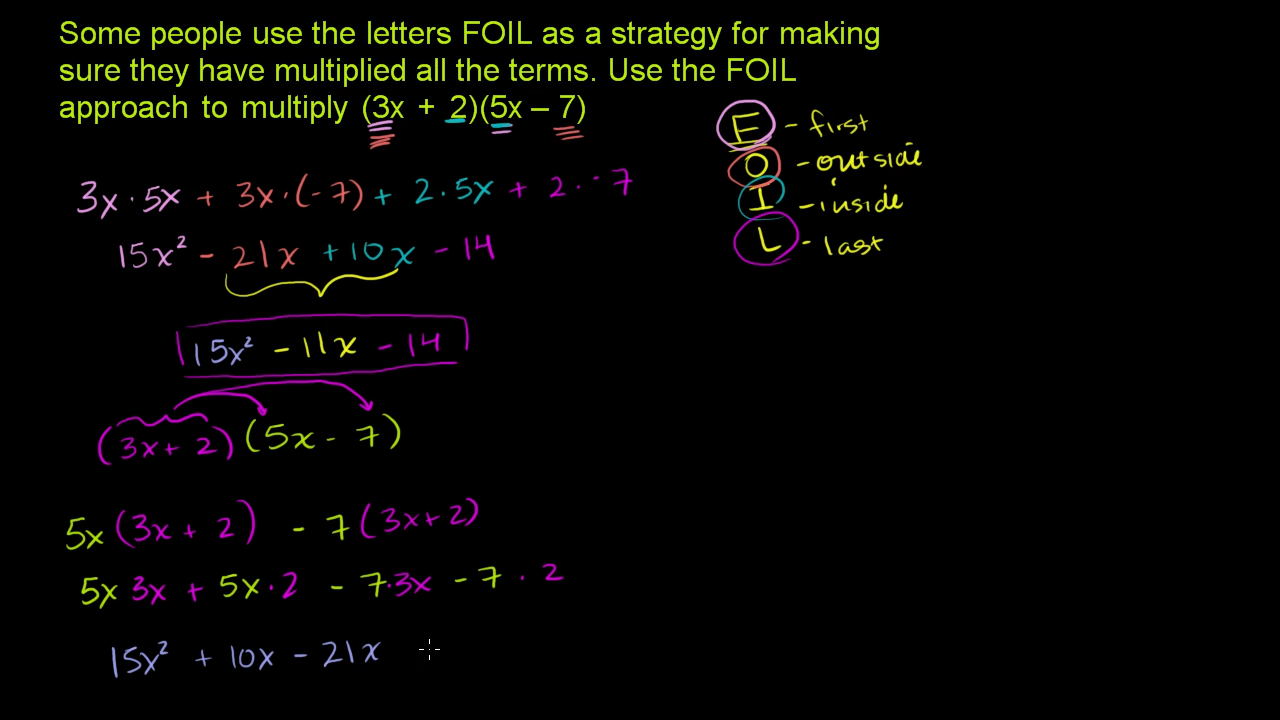 Some people use the letters FOIL as a strategy for making
sure they have multiplied all the terms. Use the FOIL
approach to multiply (3x + 2)(5x – 7)
F - first
O - outside
I - inside
L - last
3x · 5x + 3x · (-7) + 2 · 5x + 2 · -7
15x² - 21x + 10x - 14
15x² - 11x - 14
(3x + 2)(5x - 7)
5x (3x + 2) - 7 (3x + 2)
5x 3x + 5x · 2 - 7 · 3x - 7 · 2
15x² + 10x - 21x